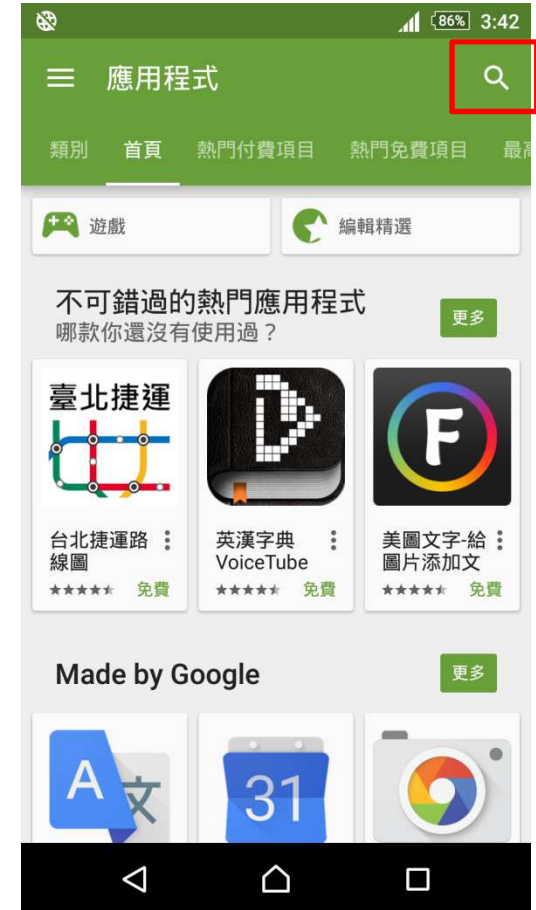 86% 3:42
應用程式
類別 首頁 熱門付費項目 熱門免費項目 最高
遊戲 編輯精選
不可錯過的熱門應用程式
哪款你還沒有使用過？
更多
臺北捷運
D
F
台北捷運路線圖
免費
英漢字典 VoiceTube
免費
美圖文字-給圖片添加文
免費
Made by Google
更多
A 文
31